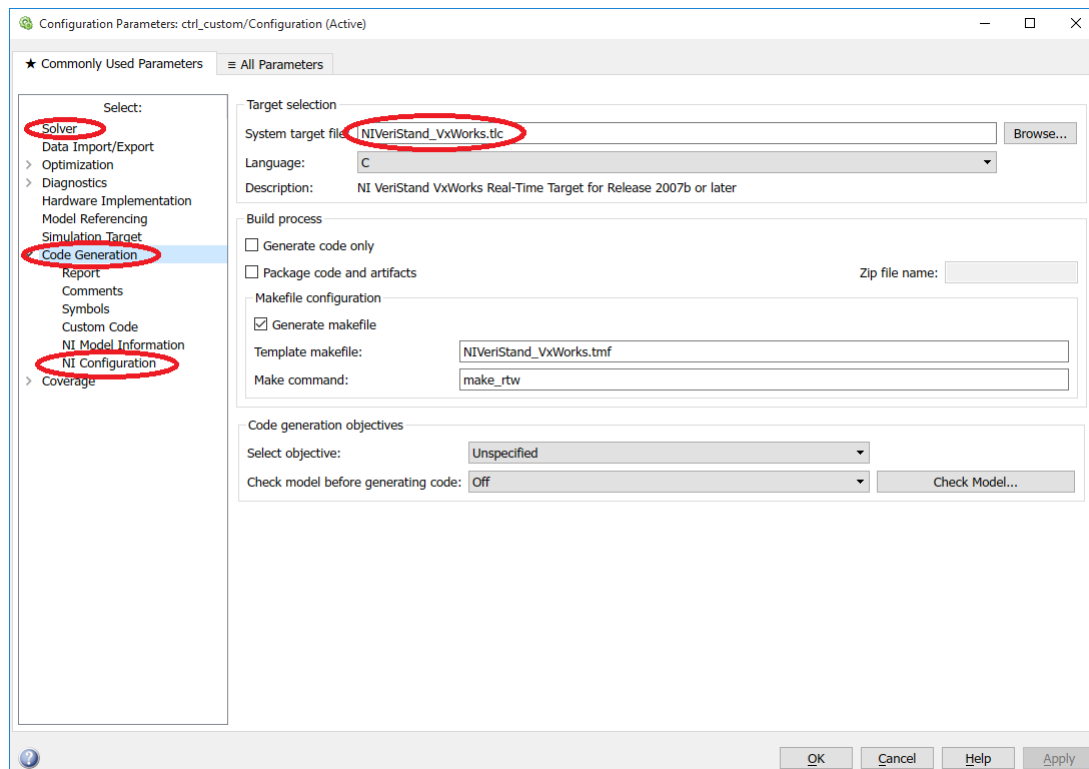 Configuration Parameters: ctrl_custom/Configuration (Active)
★ Commonly Used Parameters
≡ All Parameters
Select:
Solver
Data Import/Export
Optimization
Diagnostics
Hardware Implementation
Model Referencing
Simulation Target
Code Generation
Report
Comments
Symbols
Custom Code
NI Model Information
NI Configuration
Coverage
Target selection
System target file: NIVeriStand_VxWorks.tlc Browse...
Language: C
Description: NI VeriStand VxWorks Real-Time Target for Release 2007b or later
Build process
Generate code only
Package code and artifacts Zip file name:
Makefile configuration
Generate makefile
Template makefile: NIVeriStand_VxWorks.tmf
Make command: make_rtw
Code generation objectives
Select objective: Unspecified
Check model before generating code: Off Check Model...
OK Cancel Help Apply